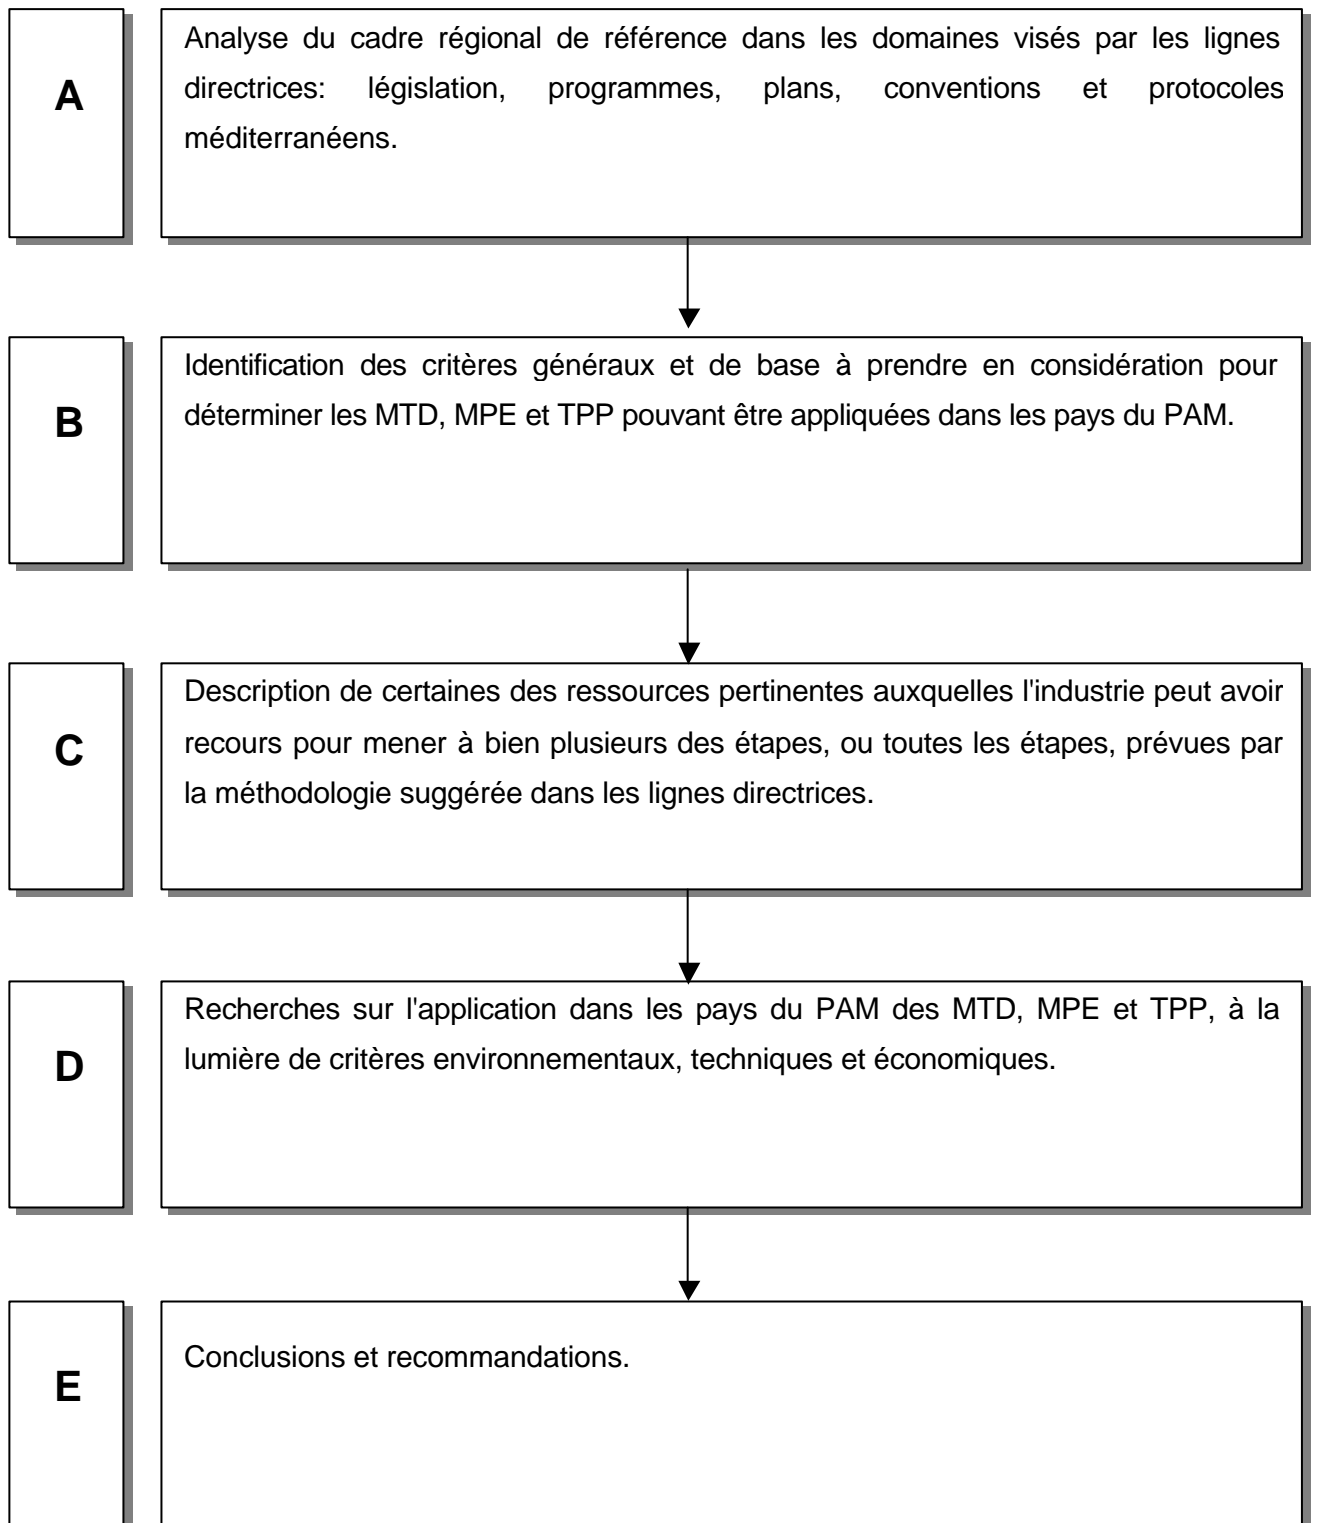 A
Analyse du cadre régional de référence dans les domaines visés par les lignes
directrices: législation, programmes, plans, conventions et protocoles
méditerranéens.
B
Identification des critères généraux et de base à prendre en considération pour
déterminer les MTD, MPE et TPP pouvant être appliquées dans les pays du PAM.
C
Description de certaines des ressources pertinentes auxquelles l'industrie peut avoir
recours pour mener à bien plusieurs des étapes, ou toutes les étapes, prévues par
la méthodologie suggérée dans les lignes directrices.
D
Recherches sur l'application dans les pays du PAM des MTD, MPE et TPP, à la
lumière de critères environnementaux, techniques et économiques.
E
Conclusions et recommandations.